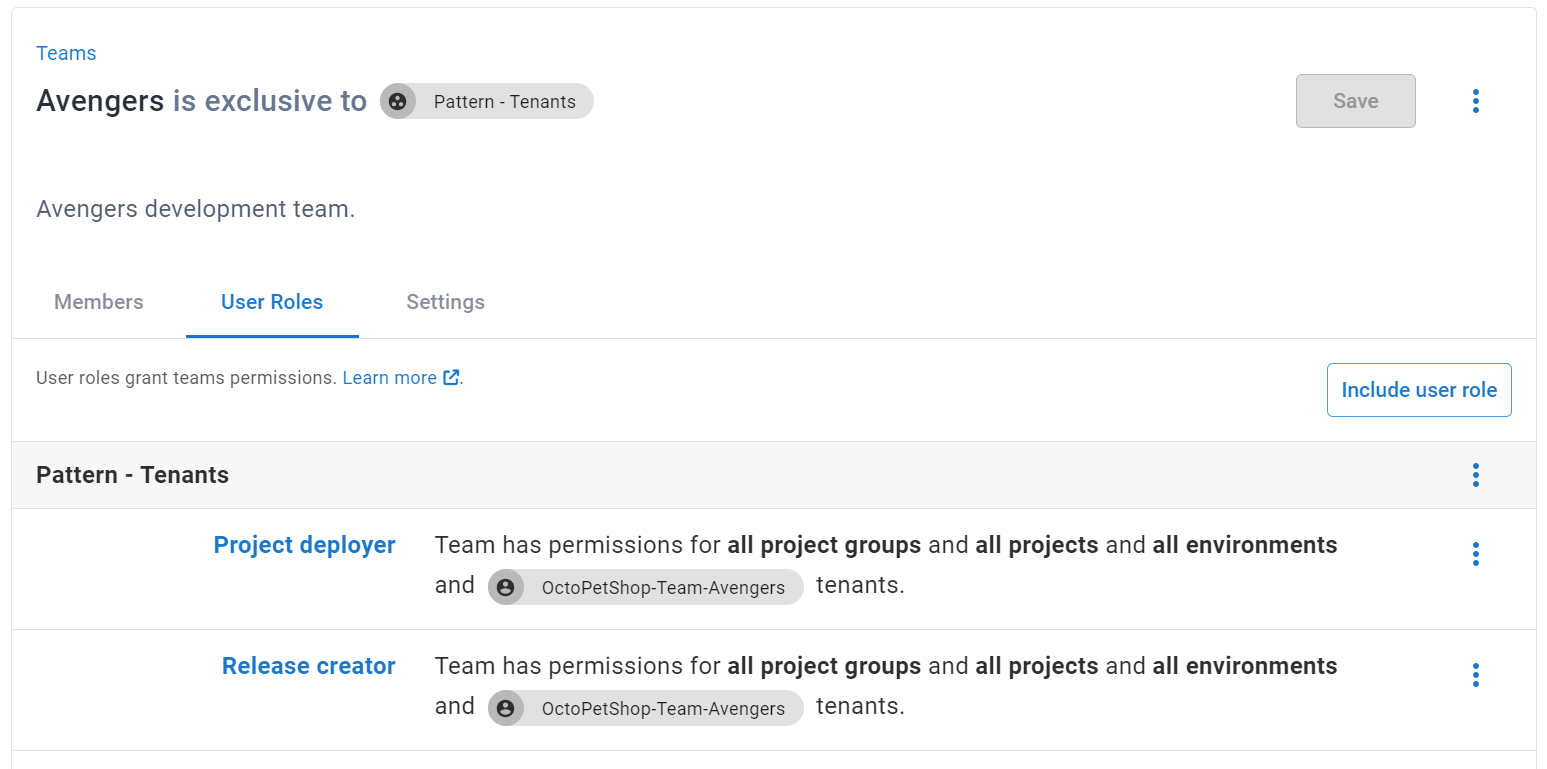 Teams
Avengers is exclusive to Pattern - Tenants
Save
Avengers development team.
Members User Roles Settings
User roles grant teams permissions. Learn more.
Include user role
Pattern - Tenants
Project deployer Team has permissions for all project groups and all projects and all environments
and OctoPetShop-Team-Avengers tenants.
Release creator Team has permissions for all project groups and all projects and all environments
and OctoPetShop-Team-Avengers tenants.